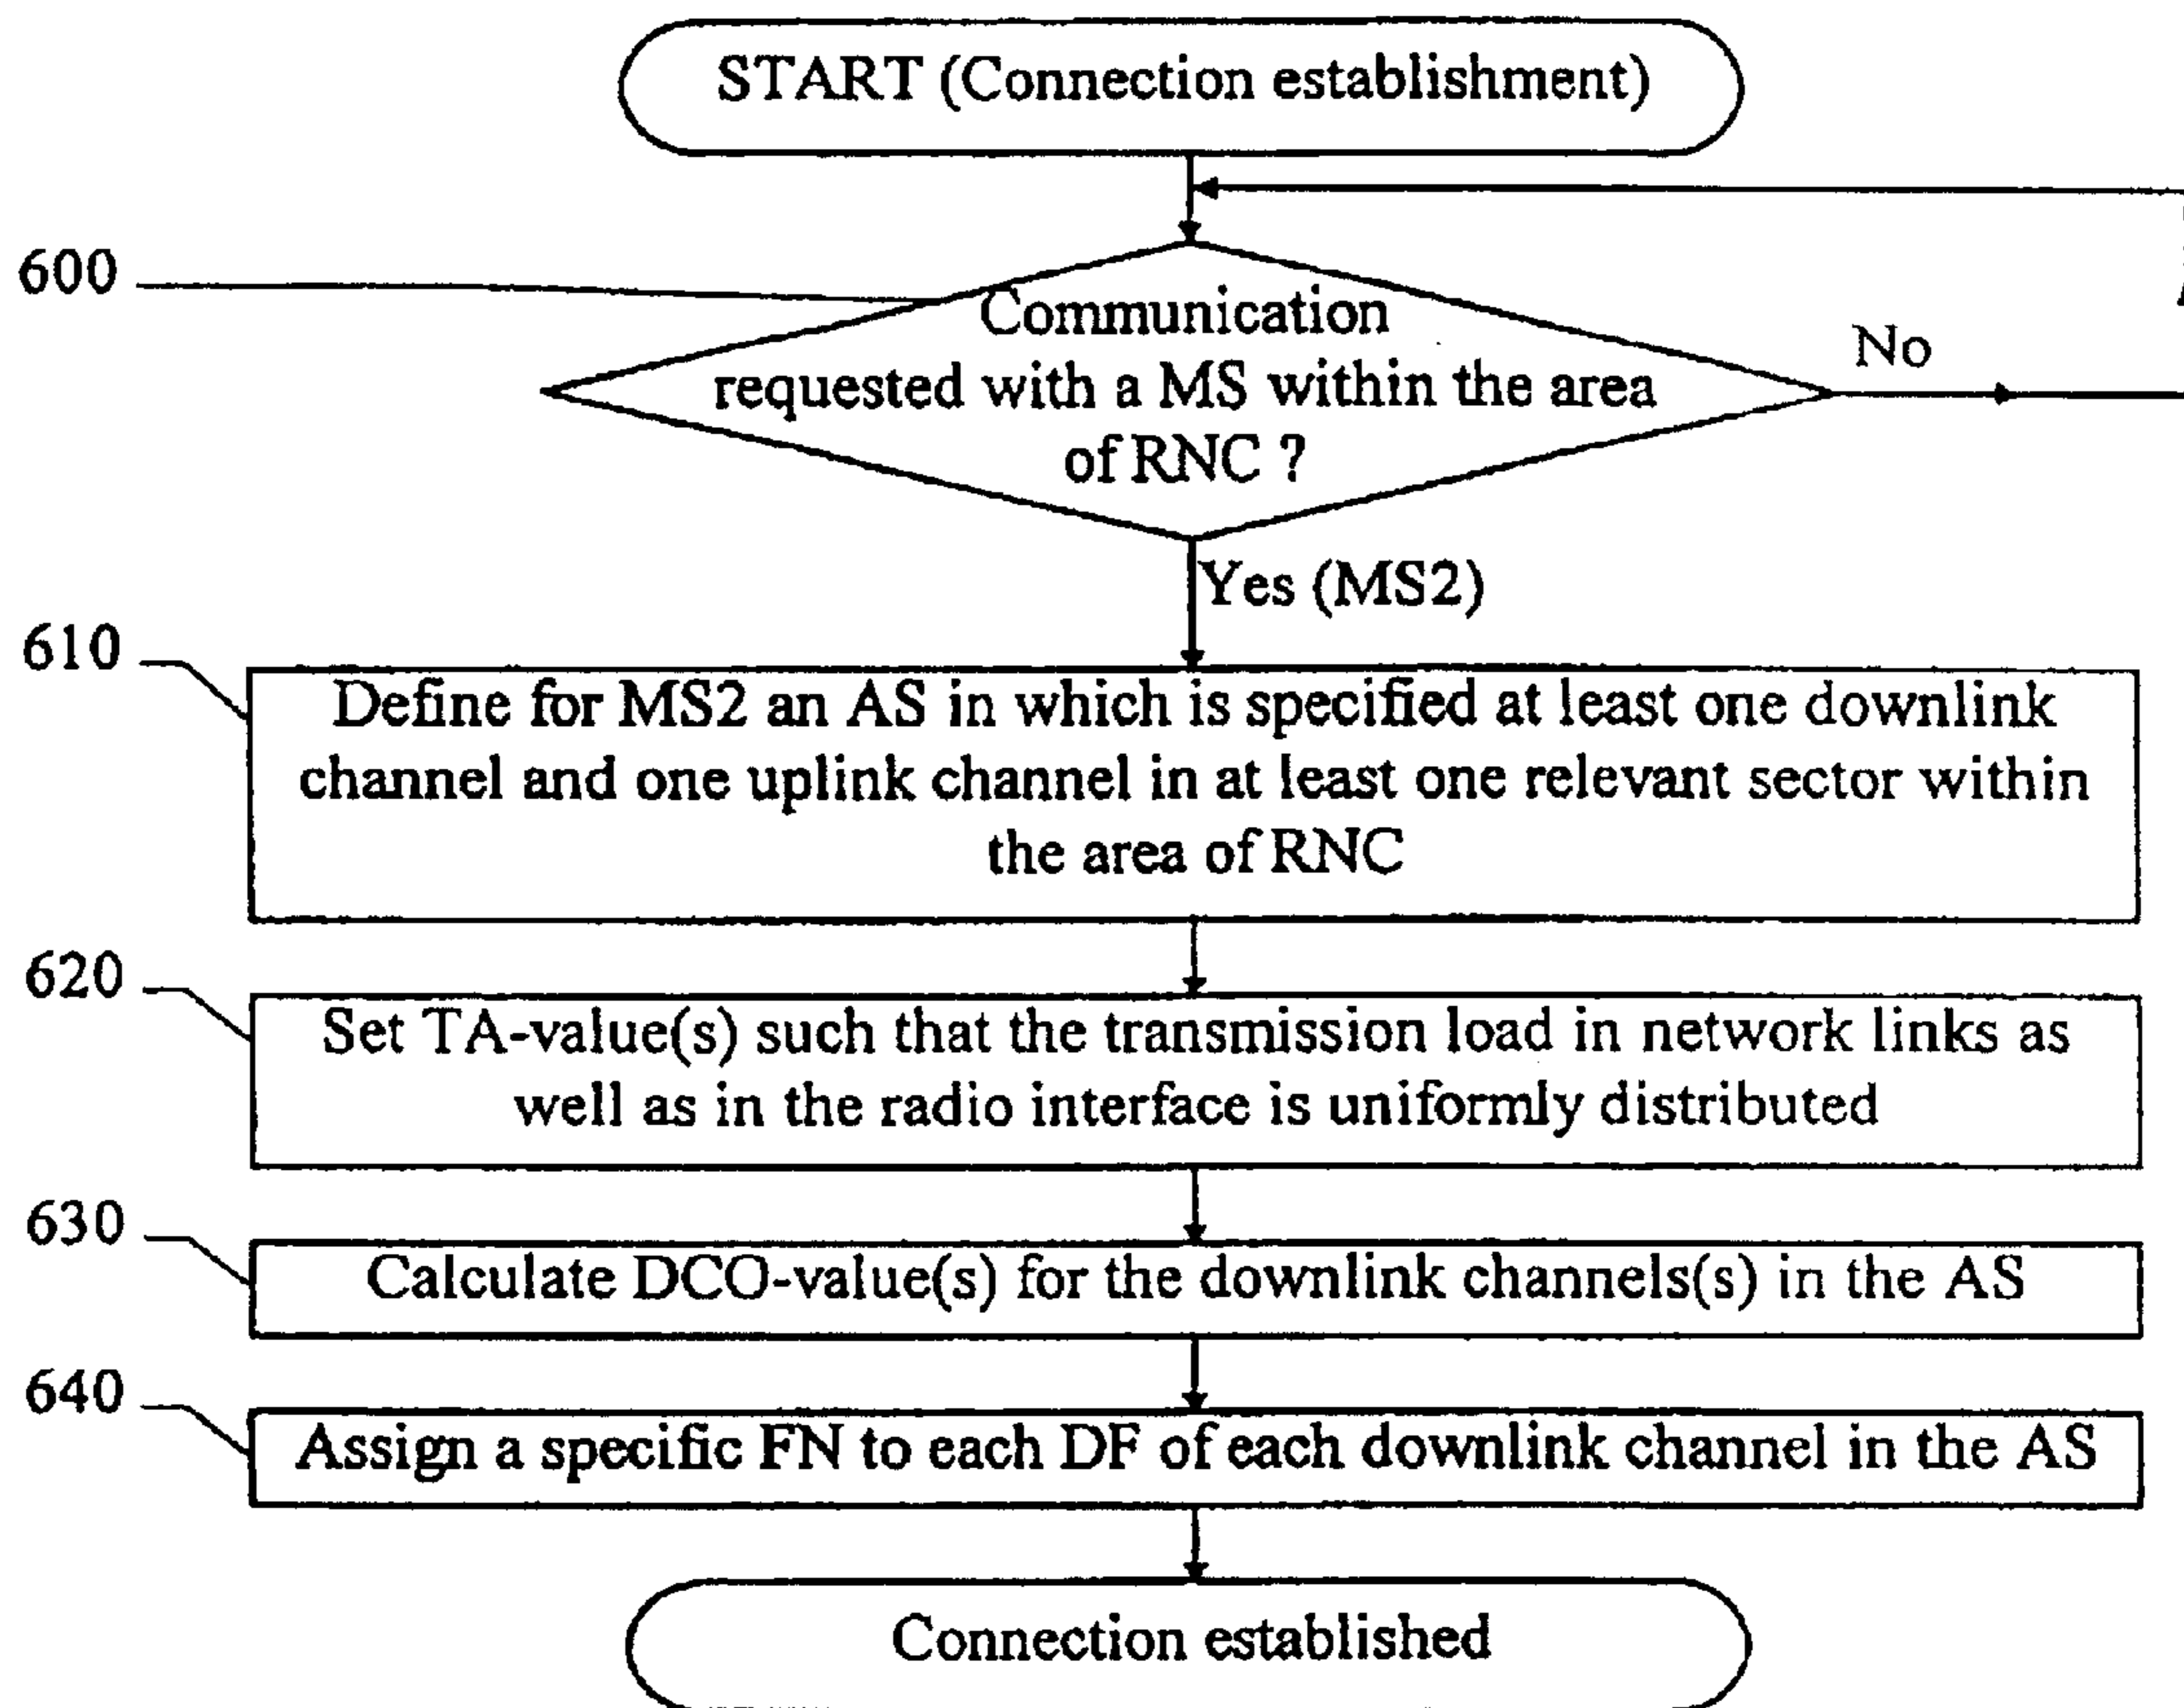 START (Connection establishment)
600
Communication
requested with a MS within the area
of RNC ?
No
Yes (MS2)
610
Define for MS2 an AS in which is specified at least one downlink
channel and one uplink channel in at least one relevant sector within
the area of RNC
620
Set TA-value(s) such that the transmission load in network links as
well as in the radio interface is uniformly distributed
630
Calculate DCO-value(s) for the downlink channels(s) in the AS
640
Assign a specific FN to each DF of each downlink channel in the AS
Connection established